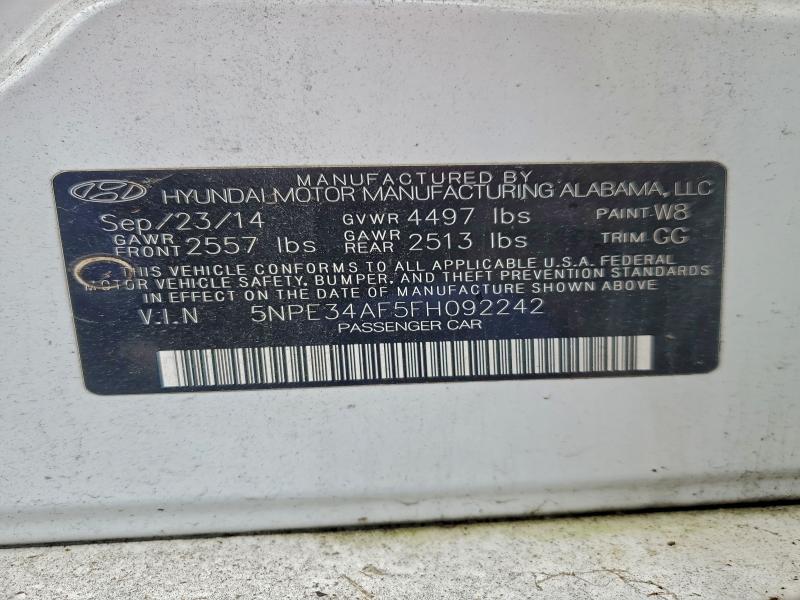 MANUFACTURED BY
HYUNDAI MOTOR MANUFACTURING ALABAMA, LLC
Sep/23/14 GVWR 4497 lbs PAINT W8
GAWR FRONT 2557 lbs GAWR REAR 2513 lbs TRIM GG
THIS VEHICLE CONFORMS TO ALL APPLICABLE U.S.A. FEDERAL
MOTOR VEHICLE SAFETY, BUMPER, AND THEFT PREVENTION STANDARDS
IN EFFECT ON THE DATE OF MANUFACTURE SHOWN ABOVE.
V.I.N 5NPE34AF5FH092242
PASSENGER CAR